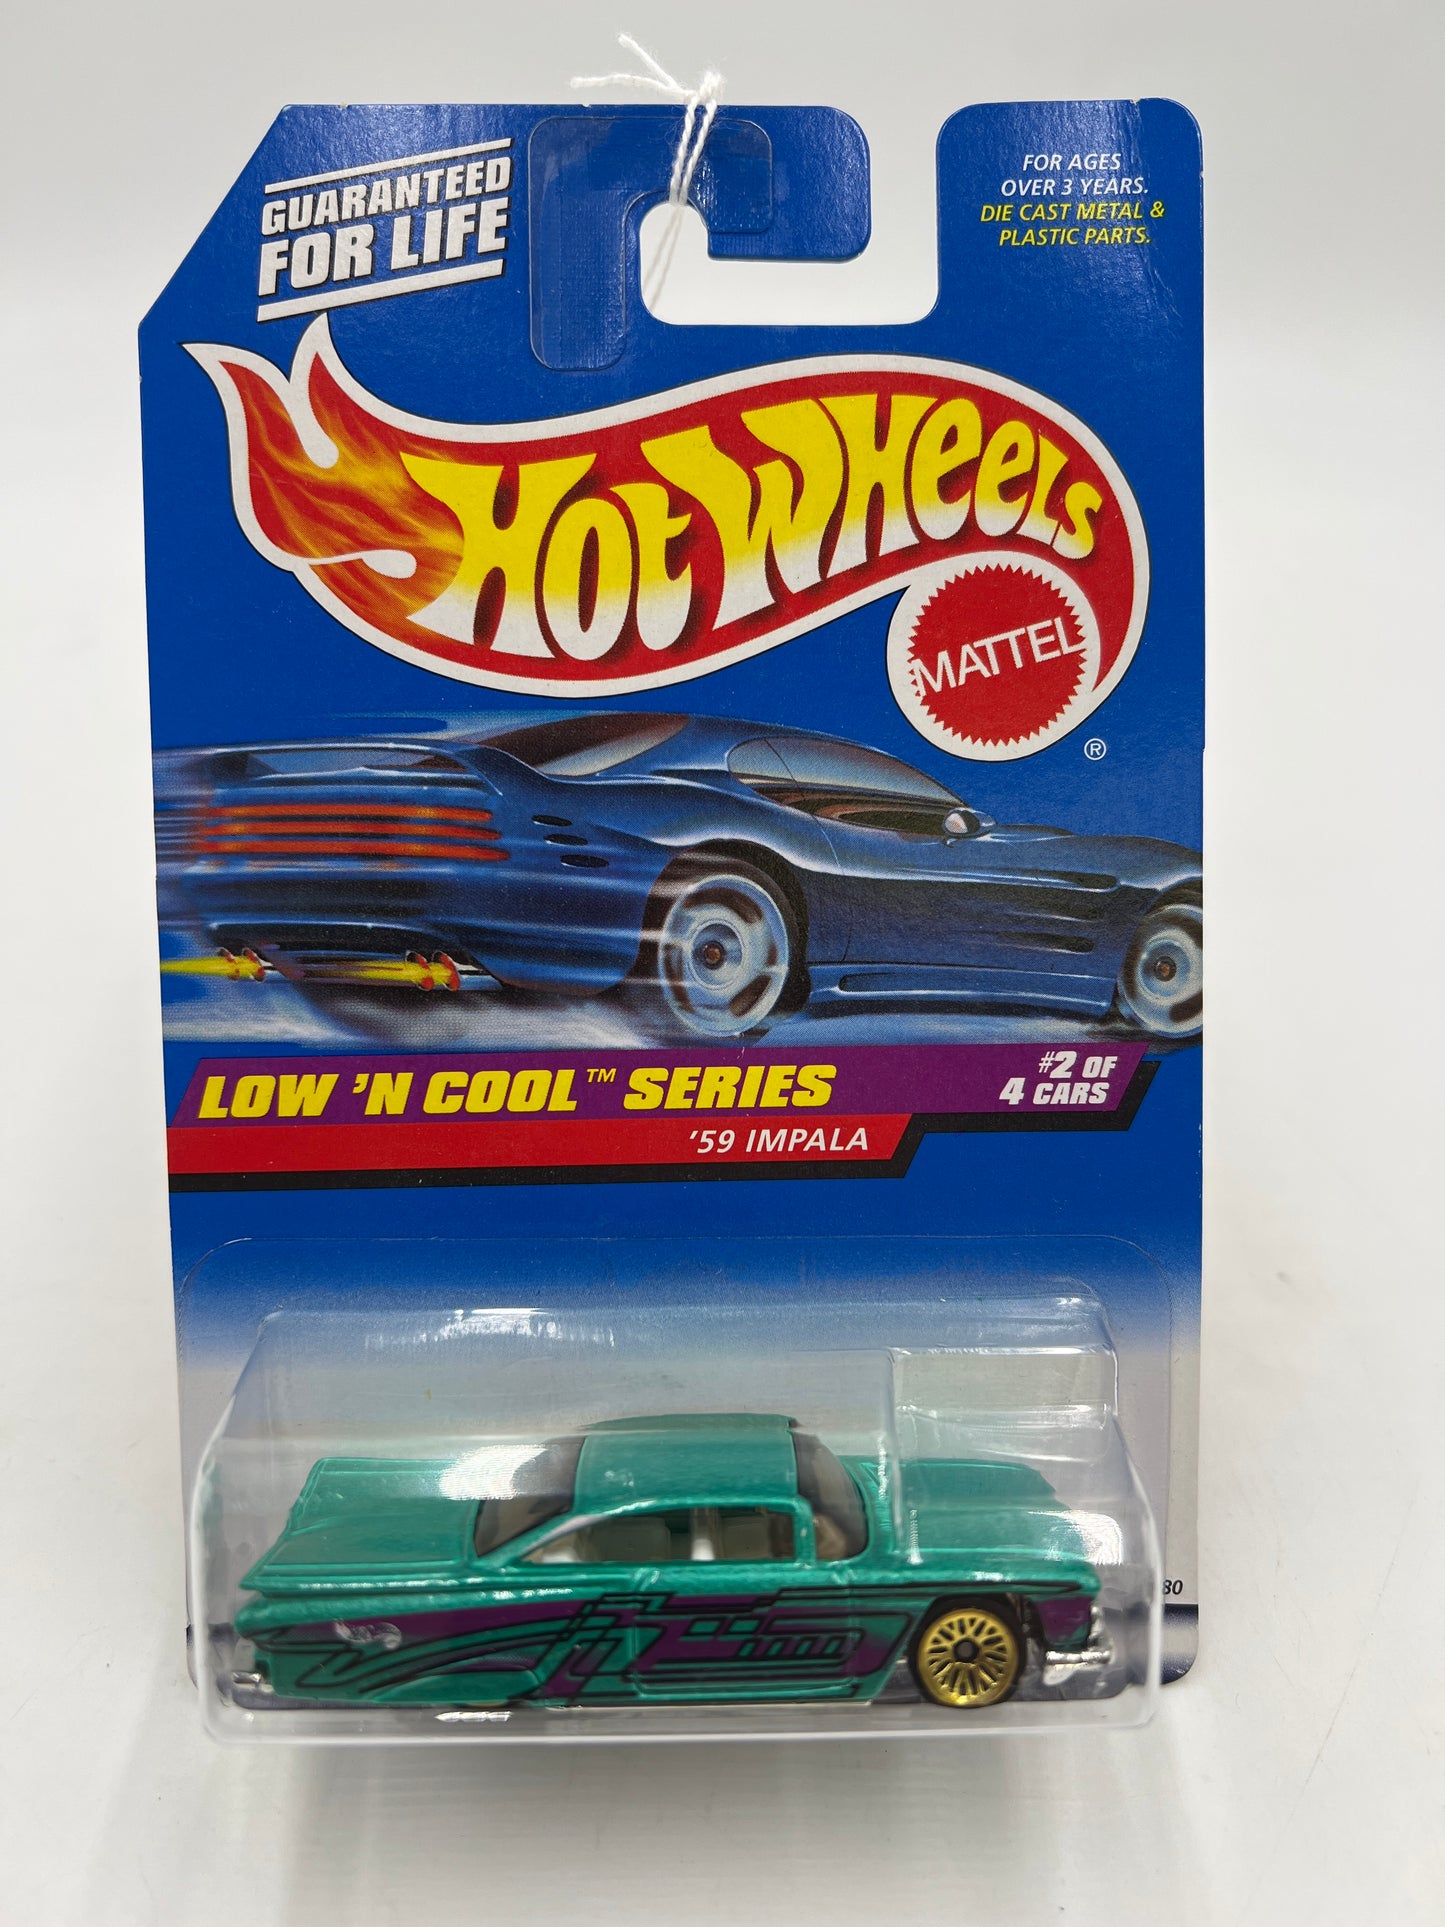 GUARANTEED
FOR LIFE
FOR AGES
OVER 3 YEARS.
DIE CAST METAL &
PLASTIC PARTS.
HOT WHEELS
MATTEL
®
LOW 'N COOL™ SERIES
#2 OF
4 CARS
'59 IMPALA
80